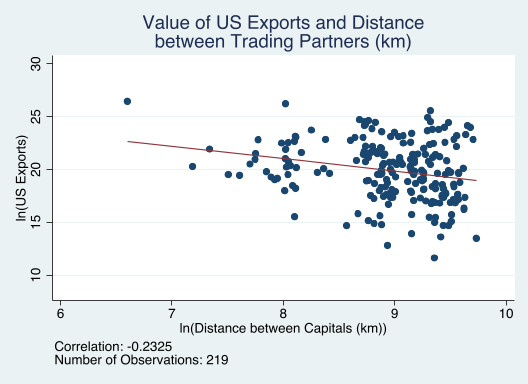 Value of US Exports and Distance
between Trading Partners (km)
ln(US Exports)
30
25
20
15
10
6 7 8 9 10
ln(Distance between Capitals (km))
Correlation: -0.2325
Number of Observations: 219